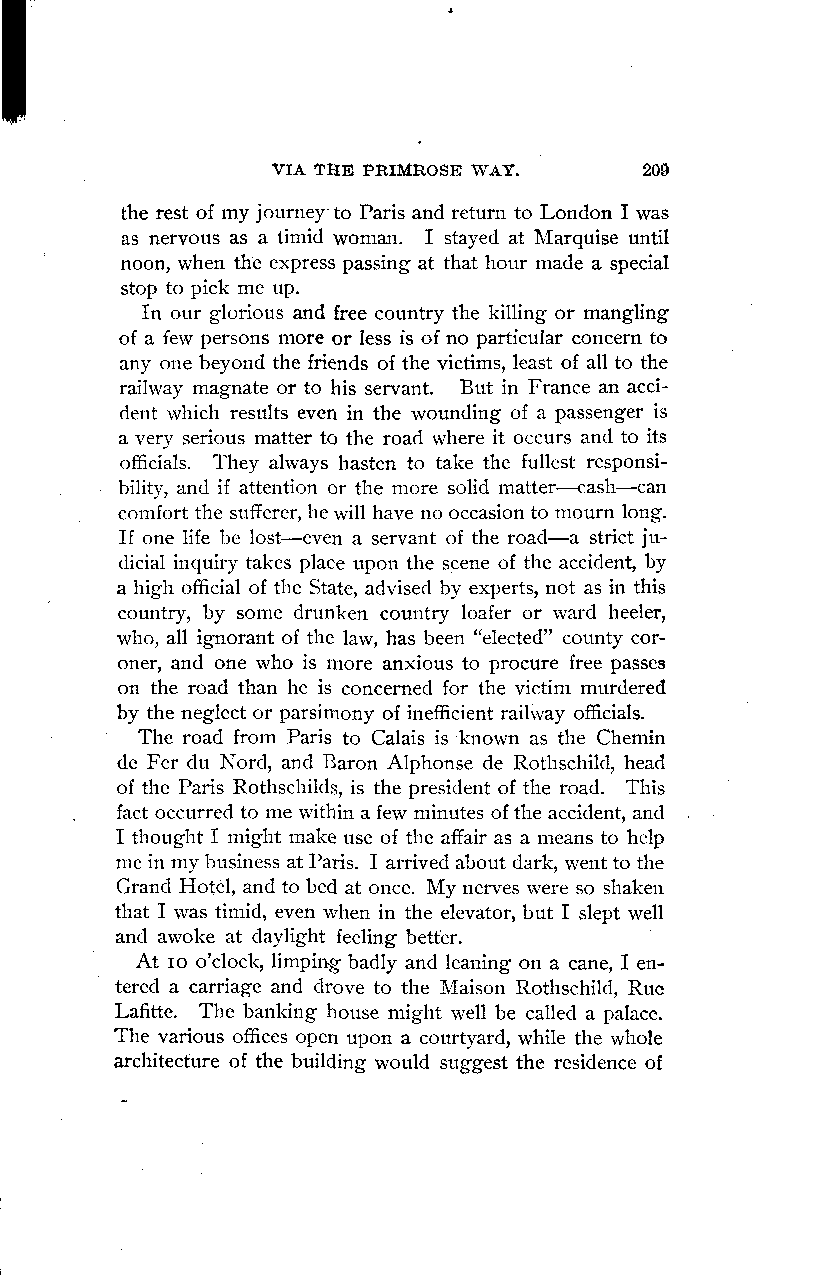 VIA THE PRIMROSE WAY. 209
the rest of my journey to Paris and return to London I was
as nervous as a timid woman. I stayed at Marquise until
noon, when the express passing at that hour made a special
stop to pick me up.
In our glorious and free country the killing or mangling
of a few persons more or less is of no particular concern to
any one beyond the friends of the victims, least of all to the
railway magnate or to his servant. But in France an acci-
dent which results even in the wounding of a passenger is
a very serious matter to the road where it occurs and to its
officials. They always hasten to take the fullest responsi-
bility, and if attention or the more solid matter—cash—can
comfort the sufferer, he will have no occasion to mourn long.
If one life be lost—even a servant of the road—a strict ju-
dicial inquiry takes place upon the scene of the accident, by
a high official of the State, advised by experts, not as in this
country, by some drunken country loafer or ward heeler,
who, all ignorant of the law, has been "elected" county cor-
oner, and one who is more anxious to procure free passes
on the road than he is concerned for the victim murdered
by the neglect or parsimony of inefficient railway officials.
The road from Paris to Calais is known as the Chemin
de Fer du Nord, and Baron Alphonse de Rothschild, head
of the Paris Rothschilds, is the president of the road. This
fact occurred to me within a few minutes of the accident, and
I thought I might make use of the affair as a means to help
me in my business at Paris. I arrived about dark, went to the
Grand Hotel, and to bed at once. My nerves were so shaken
that I was timid, even when in the elevator, but I slept well
and awoke at daylight feeling better.
At 10 o'clock, limping badly and leaning on a cane, I en-
tered a carriage and drove to the Maison Rothschild, Rue
Lafitte. The banking house might well be called a palace.
The various offices open upon a courtyard, while the whole
architecture of the building would suggest the residence of